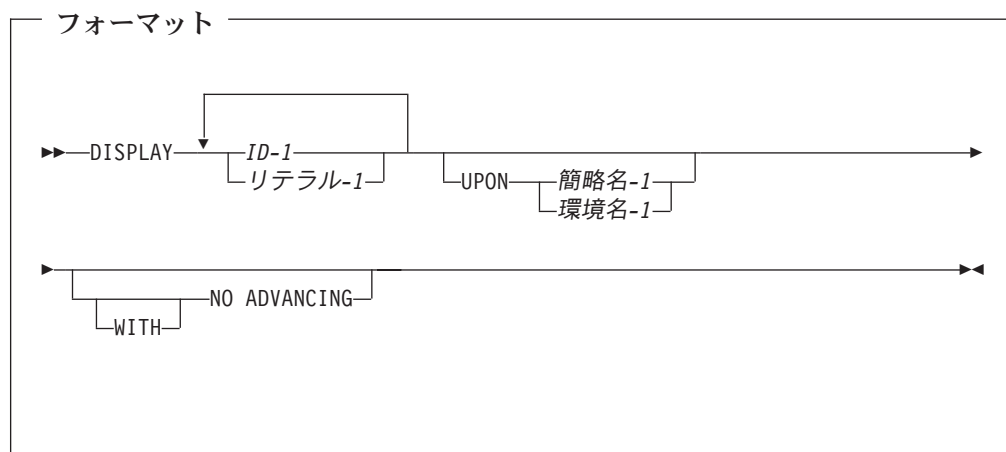 フォーマット
DISPLAY ID-1
リテラル-1
UPON 簡略名-1
環境名-1
NO ADVANCING
WITH